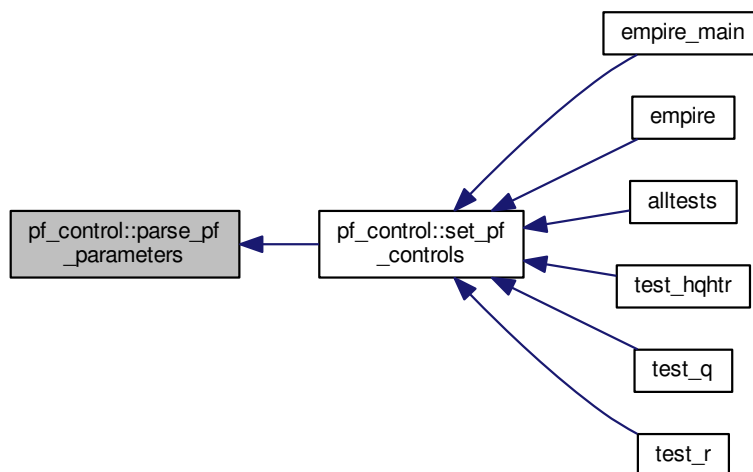 empire_main
empire
alltests
pf_control::parse_pf
_parameters
pf_control::set_pf
_controls
test_hqhtr
test_q
test_r